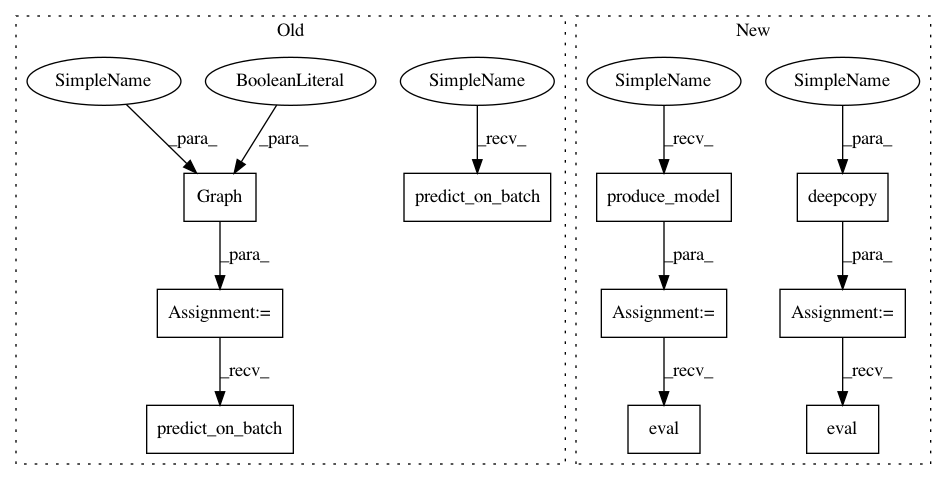 Old
New
SimpleName
BooleanLiteral
SimpleName
SimpleName
SimpleName
_para_
_para_
_recv_
_recv_
_para_
Graph
predict_on_batch
produce_model
deepcopy
_para_
_para_
_para_
Assignment:=
Assignment:=
Assignment:=
_recv_
_recv_
_recv_
predict_on_batch
eval
eval